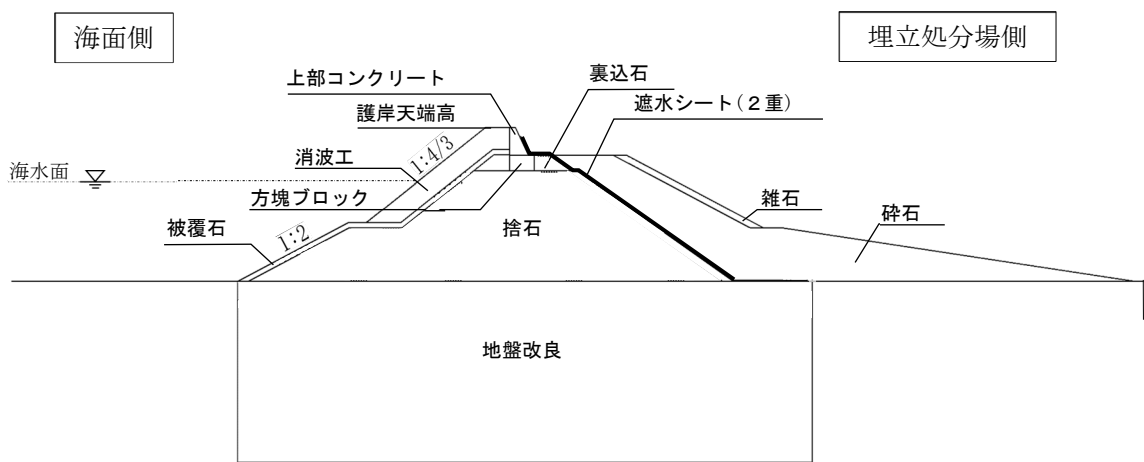 海面側
埋立処分場側
上部コンクリート
裏込石
護岸天端高
遮水シート(２重)
1:4/3
消波工
海水面
方塊ブロック
雑石
被覆石
1:2
捨石
砕石
地盤改良